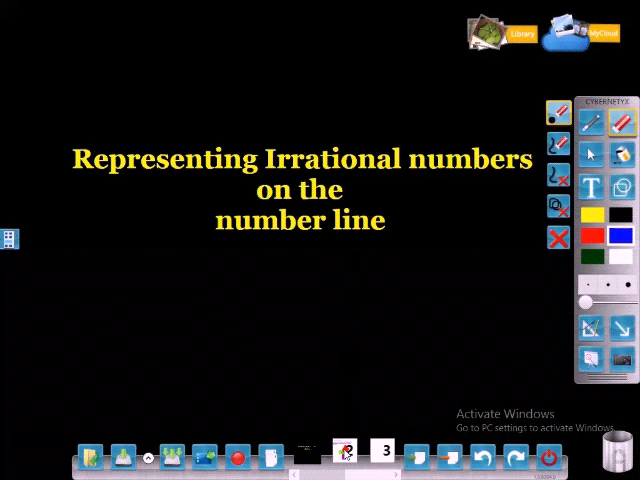 Library
MyCloud
CYBERNETYX
Representing Irrational numbers
on the
number line
T
Activate Windows
Go to PC settings to activate Windows.
3